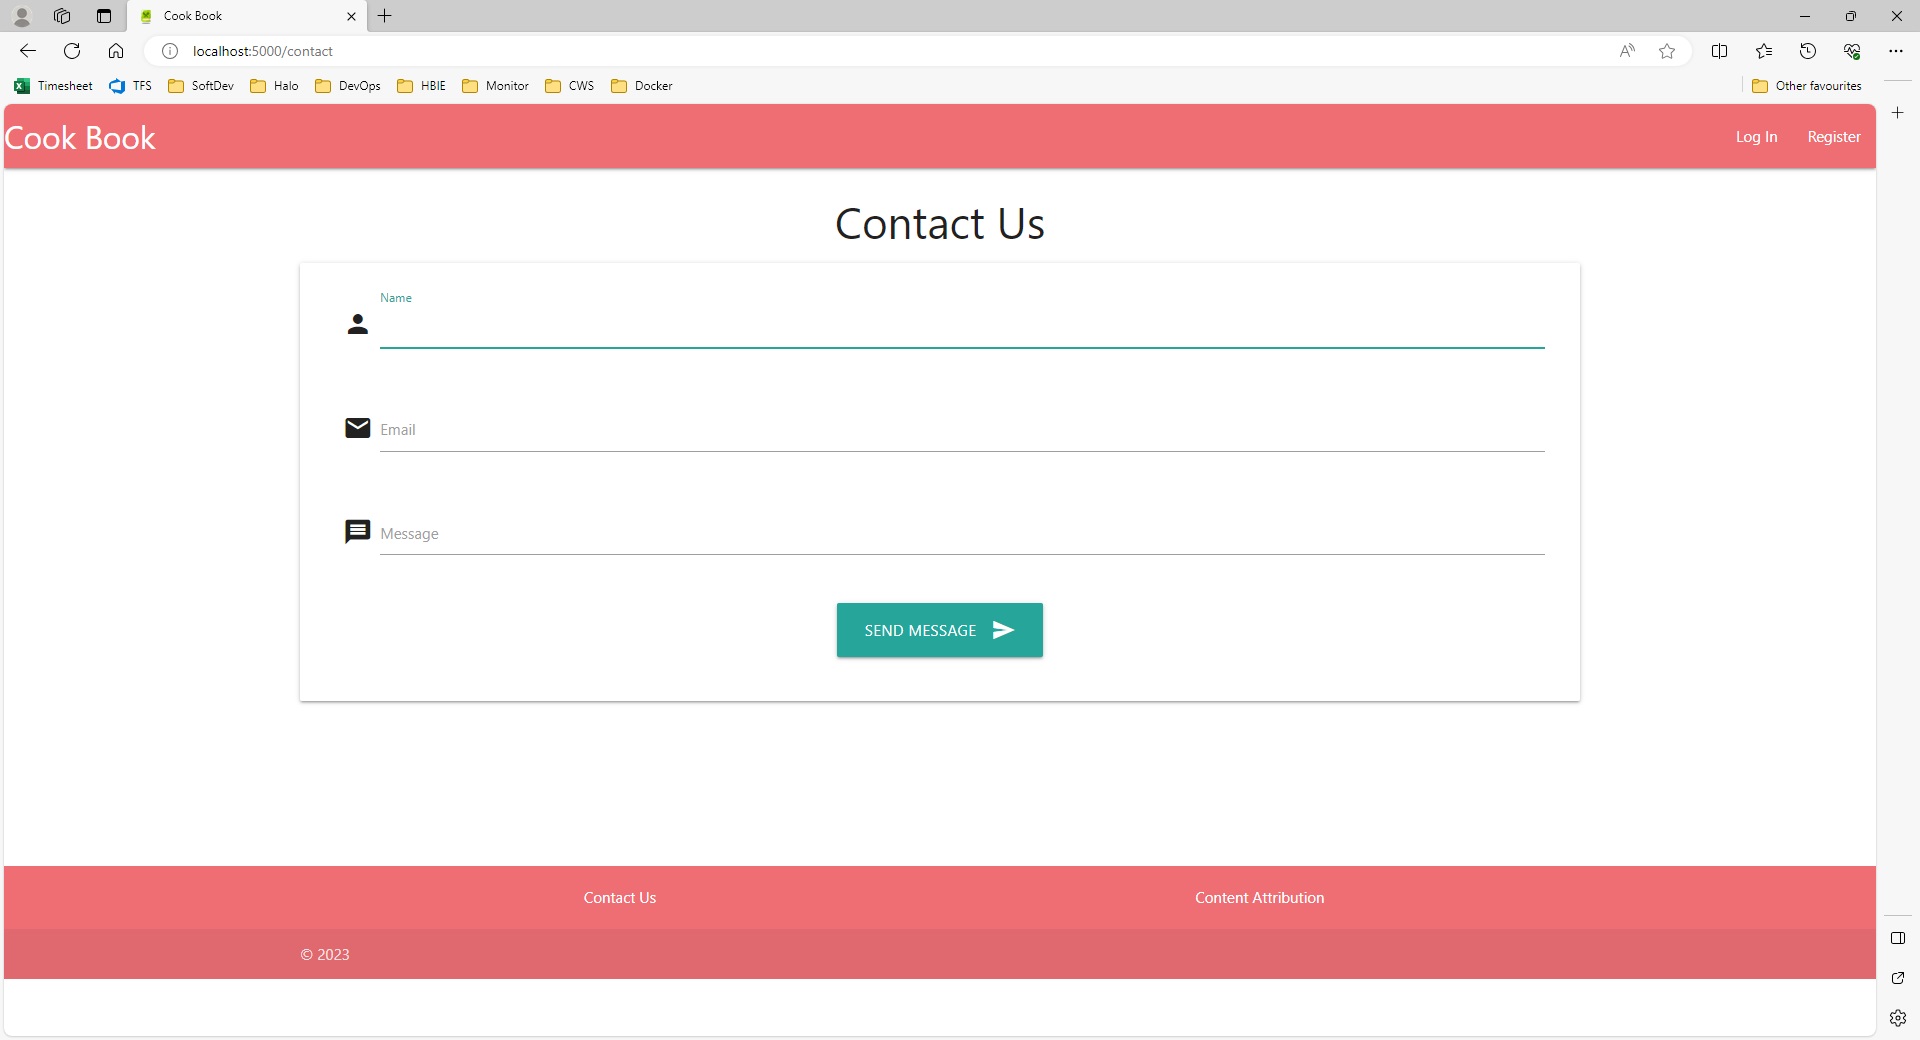 Cook Book
localhost:5000/contact
Timesheet TFS SoftDev Halo DevOps HBIE Monitor CWS Docker Other favourites
Cook Book Log In Register
Contact Us
Name
Email
Message
SEND MESSAGE
Contact Us Content Attribution
© 2023